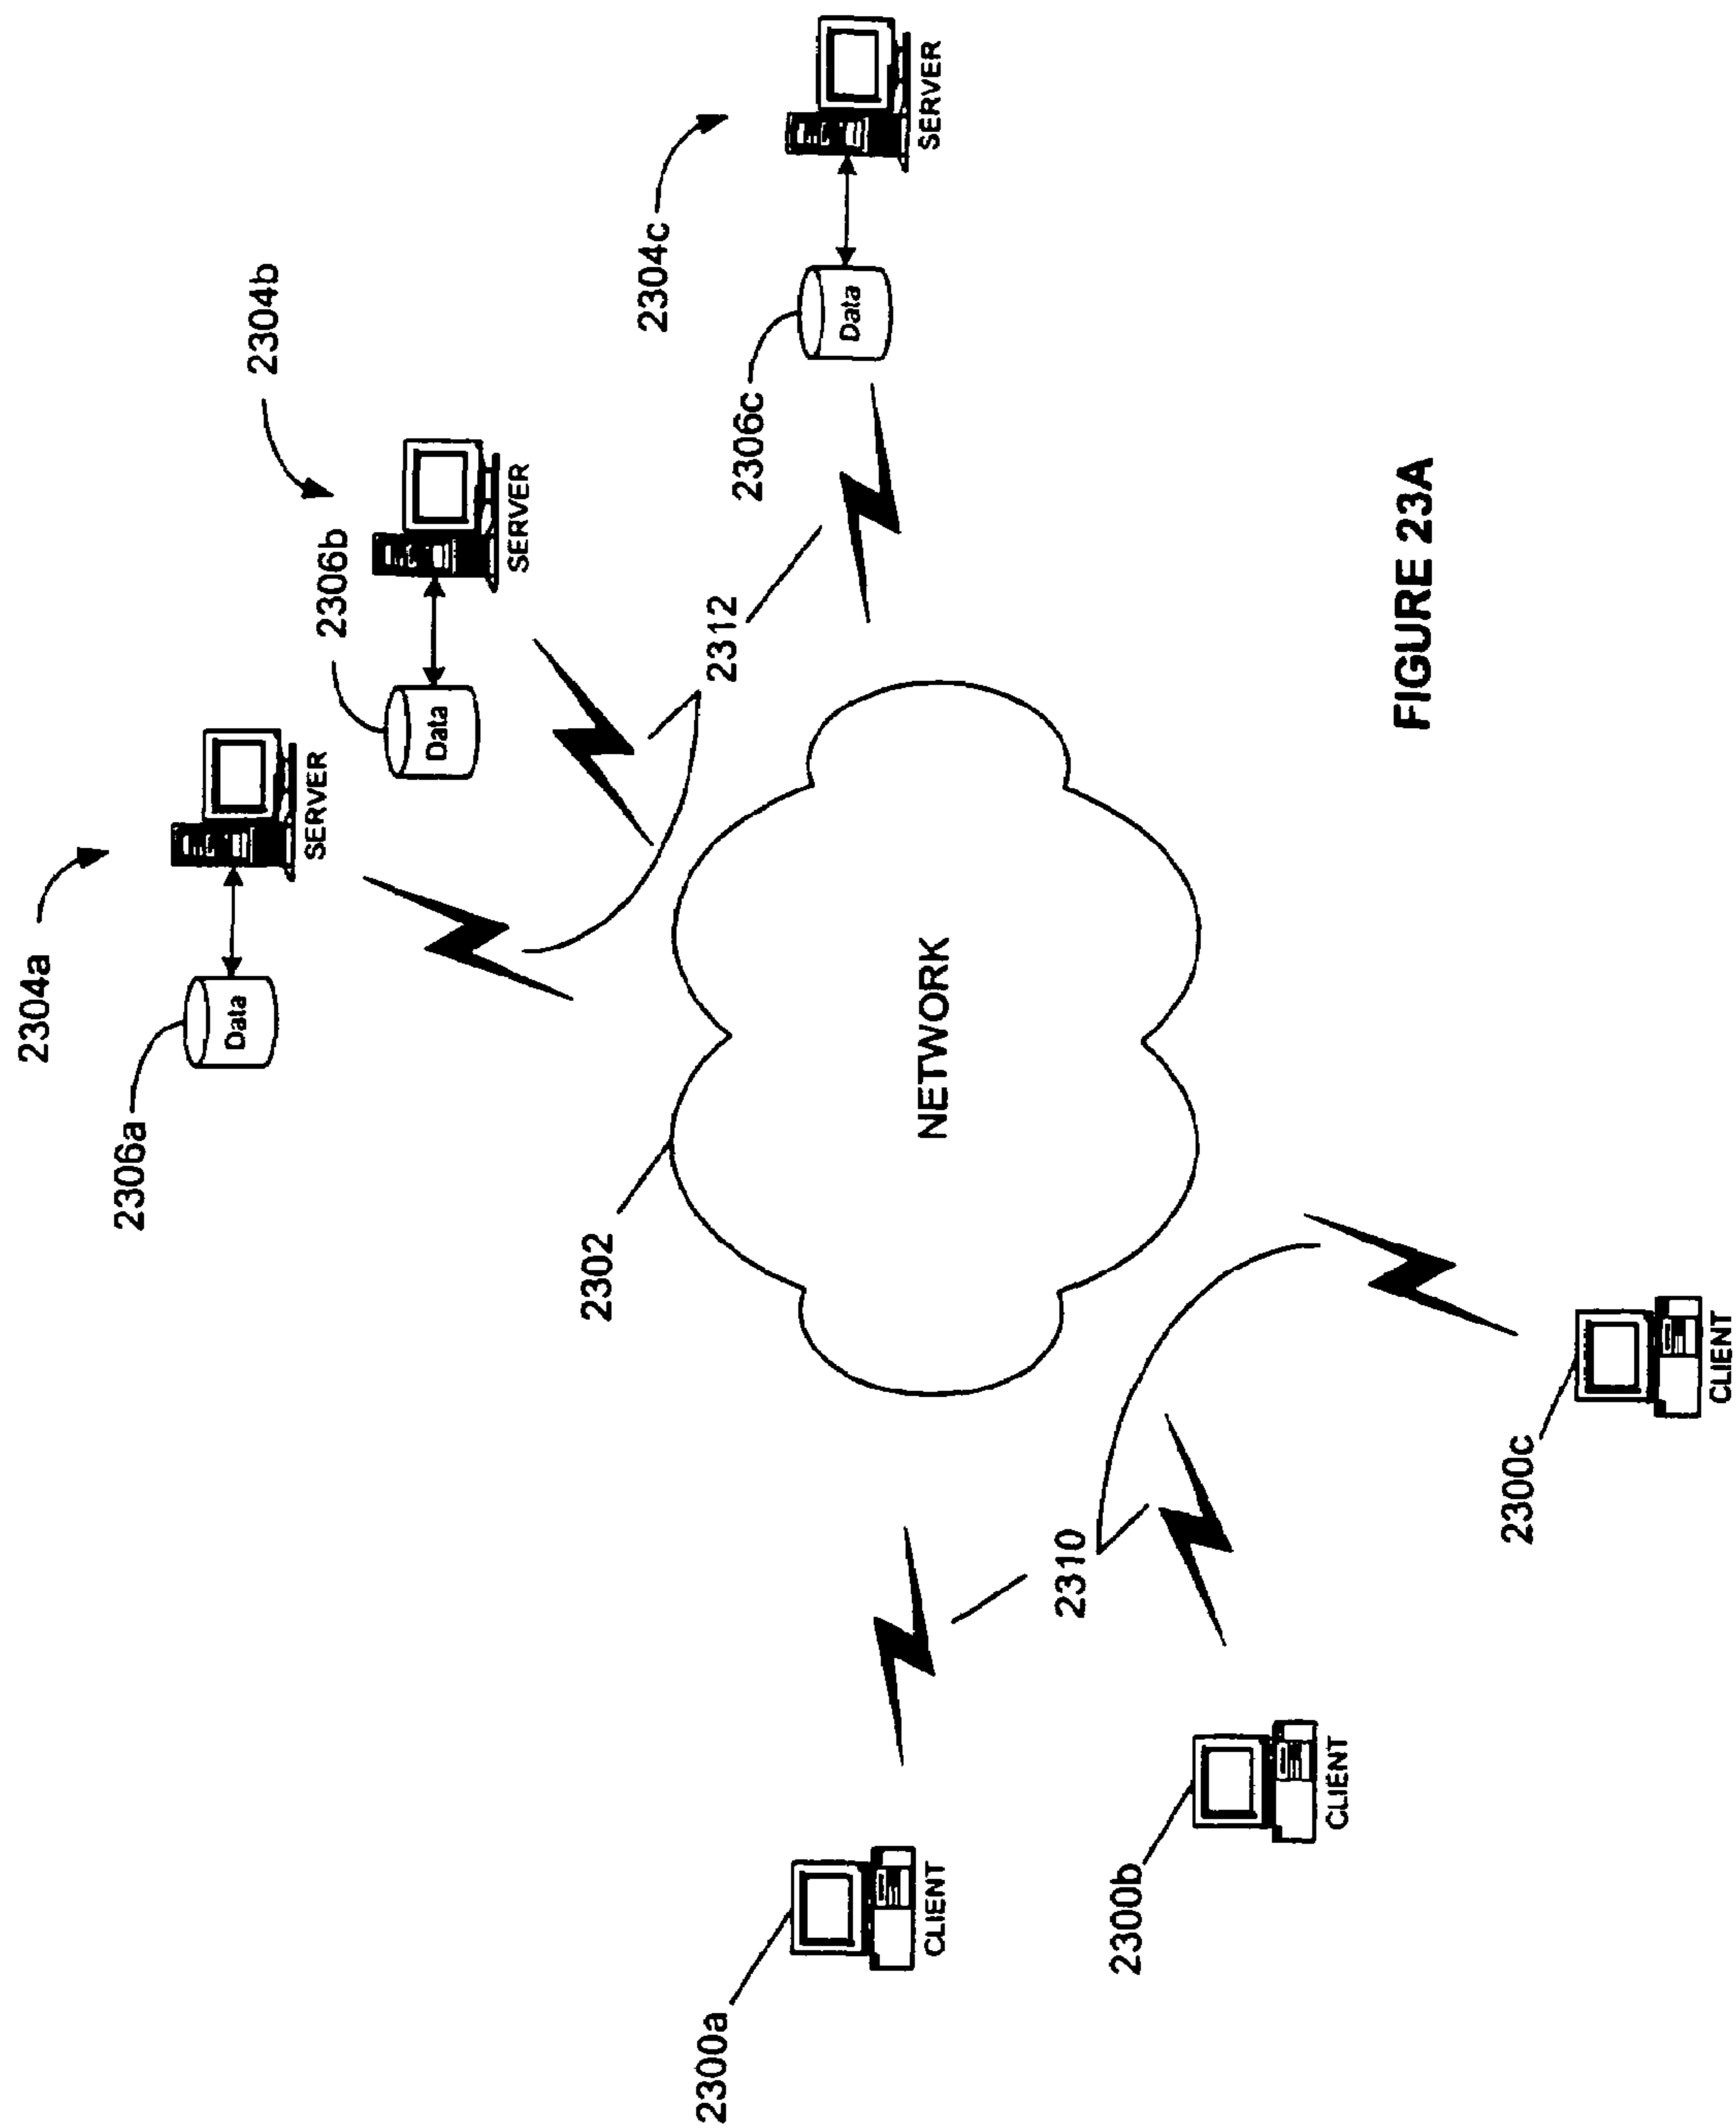 2304a
SERVER
2306a
Data
2304b
2306b
SERVER
Data
2304c
SERVER
2306c
Data
2312
2302
NETWORK
2310
2300a
CLIENT
2300b
CLIENT
2300c
CLIENT
FIGURE 23A